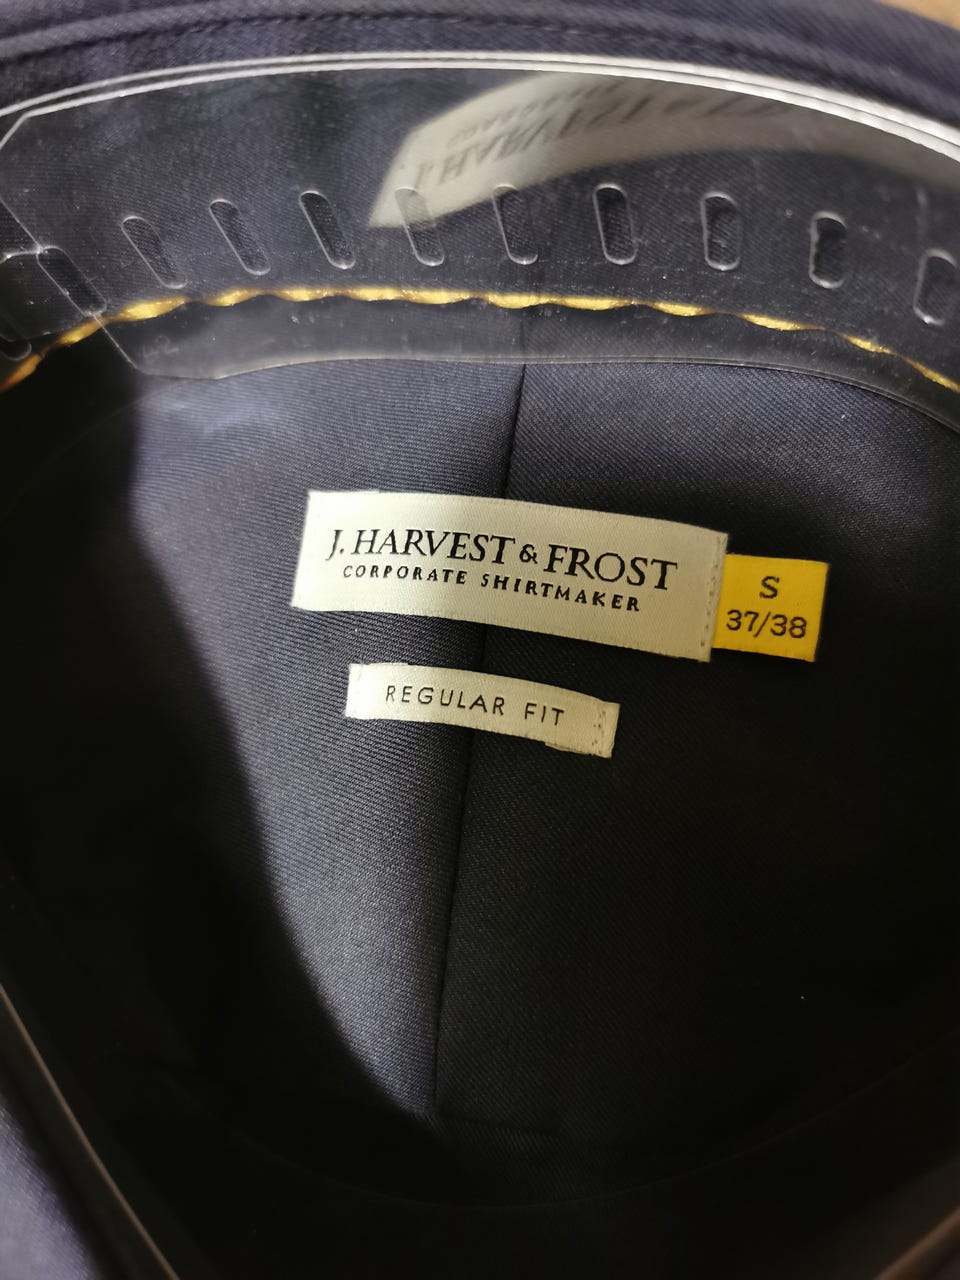 J. HARVEST & FROST
CORPORATE SHIRTMAKER
S
37/38
REGULAR FIT